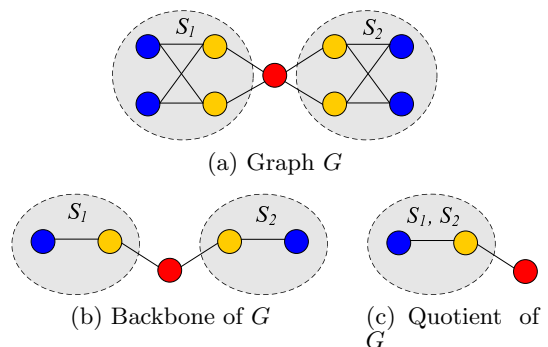 S1 S2
(a) Graph G
S1 S2 S1, S2
(b) Backbone of G (c) Quotient of
G